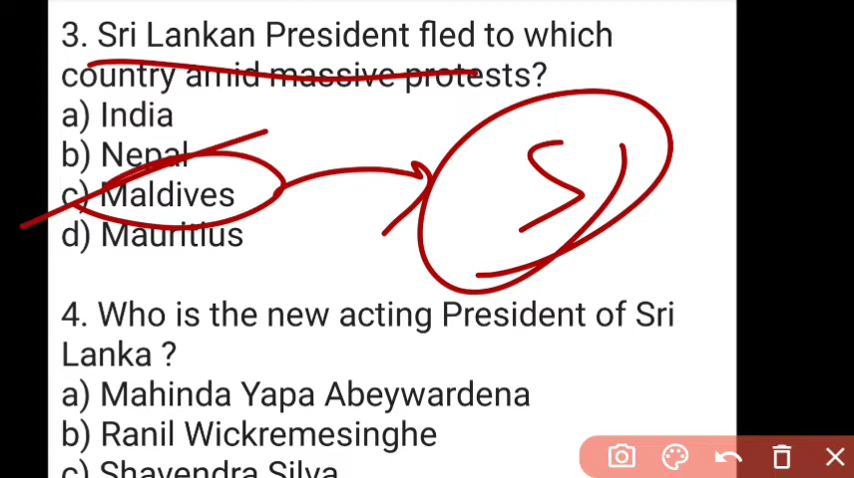 3. Sri Lankan President fled to which
country amid massive protests?
a) India
b) Nepal
c) Maldives
d) Mauritius
4. Who is the new acting President of Sri
Lanka ?
a) Mahinda Yapa Abeywardena
b) Ranil Wickremesinghe
c) Shavendra Silva